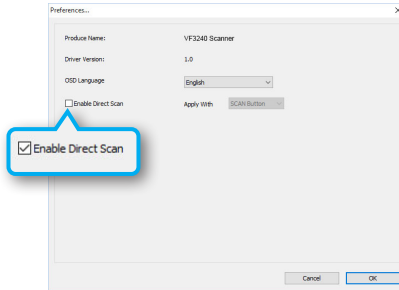 Preferences...
Produce Name: VF3240 Scanner
Driver Version: 1.0
OSD Language English
Enable Direct Scan Apply With SCAN Button
Enable Direct Scan
Cancel OK